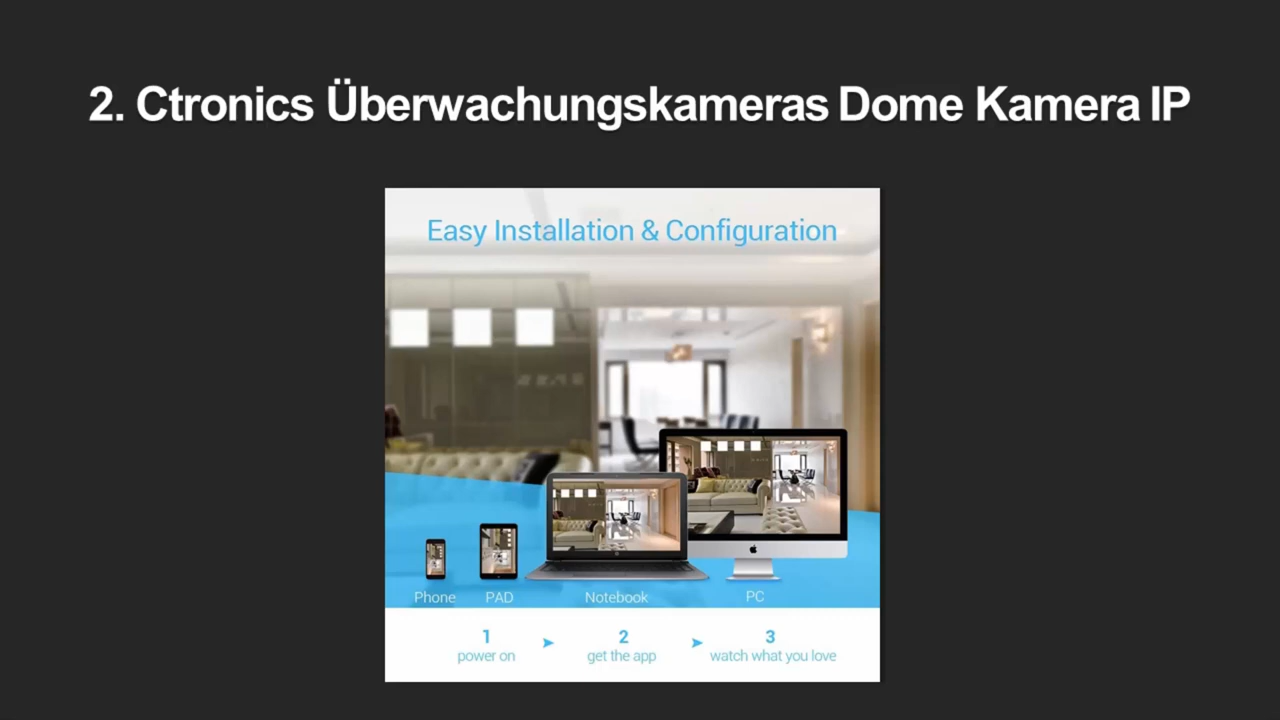 2. Ctronics Überwachungskameras Dome Kamera IP
Easy Installation & Configuration
Phone PAD Notebook PC
1 2 3
power on get the app watch what you love